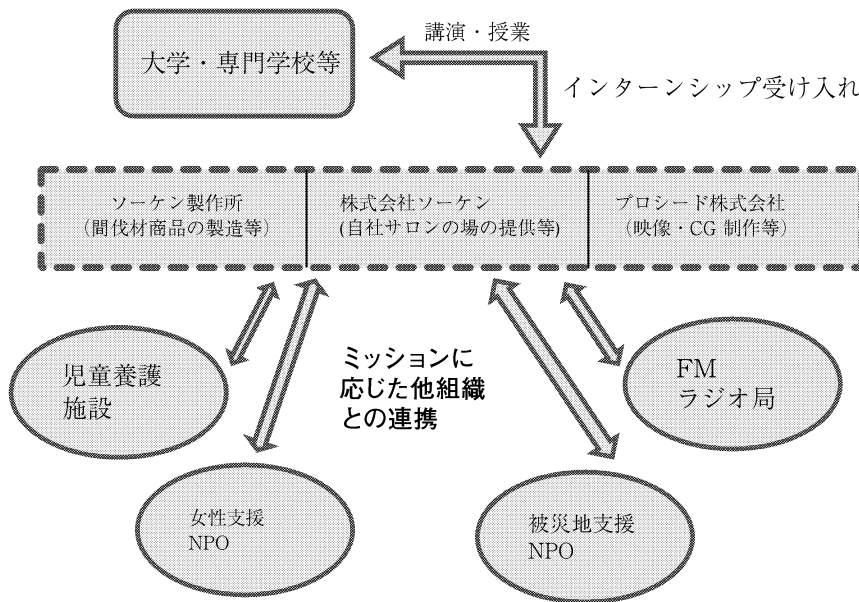 講演・授業
大学・専門学校等
インターンシップ受け入れ
ソーケン製作所
（間伐材商品の製造等）
株式会社ソーケン
(自社サロンの場の提供等)
プロシード株式会社
（映像・CG 制作等）
児童養護
施設
ミッションに
応じた他組織
との連携
FM
ラジオ局
女性支援
NPO
被災地支援
NPO